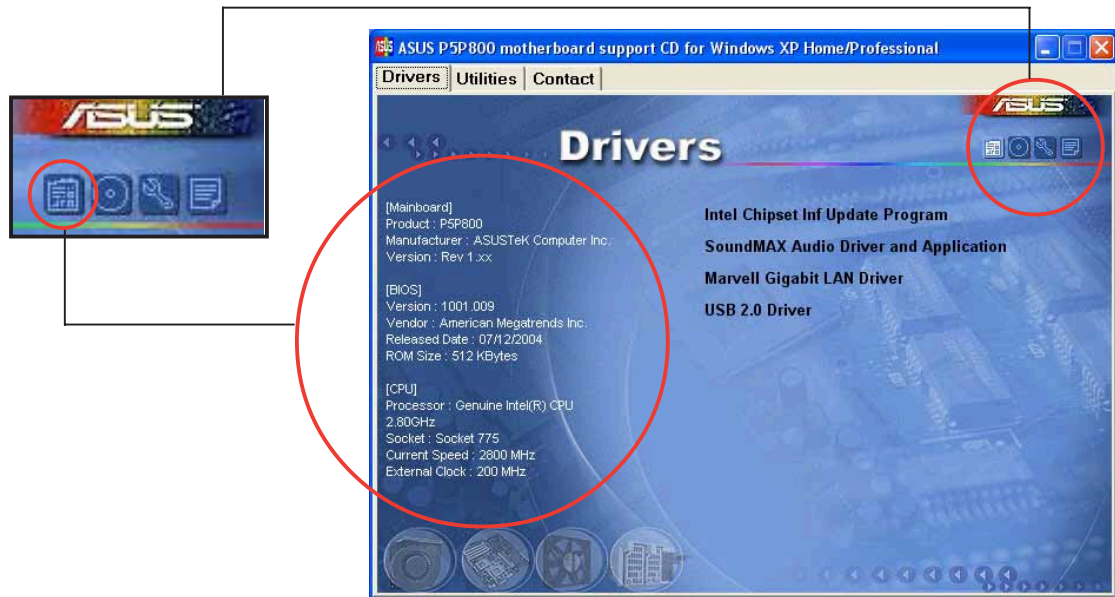 ASUS
ASUS P5P800 motherboard support CD for Windows XP Home/Professional
Drivers Utilities Contact
ASUS
Drivers
[Mainboard]
Product : P5P800
Manufacturer : ASUSTeK Computer Inc.
Version : Rev 1.xx
[BIOS]
Version : 1001.009
Vendor : American Megatrends Inc.
Released Date : 07/12/2004
ROM Size : 512 KBytes
[CPU]
Processor : Genuine Intel(R) CPU
2.80GHz
Socket : Socket 775
Current Speed : 2800 MHz
External Clock : 200 MHz
Intel Chipset Inf Update Program
SoundMAX Audio Driver and Application
Marvell Gigabit LAN Driver
USB 2.0 Driver